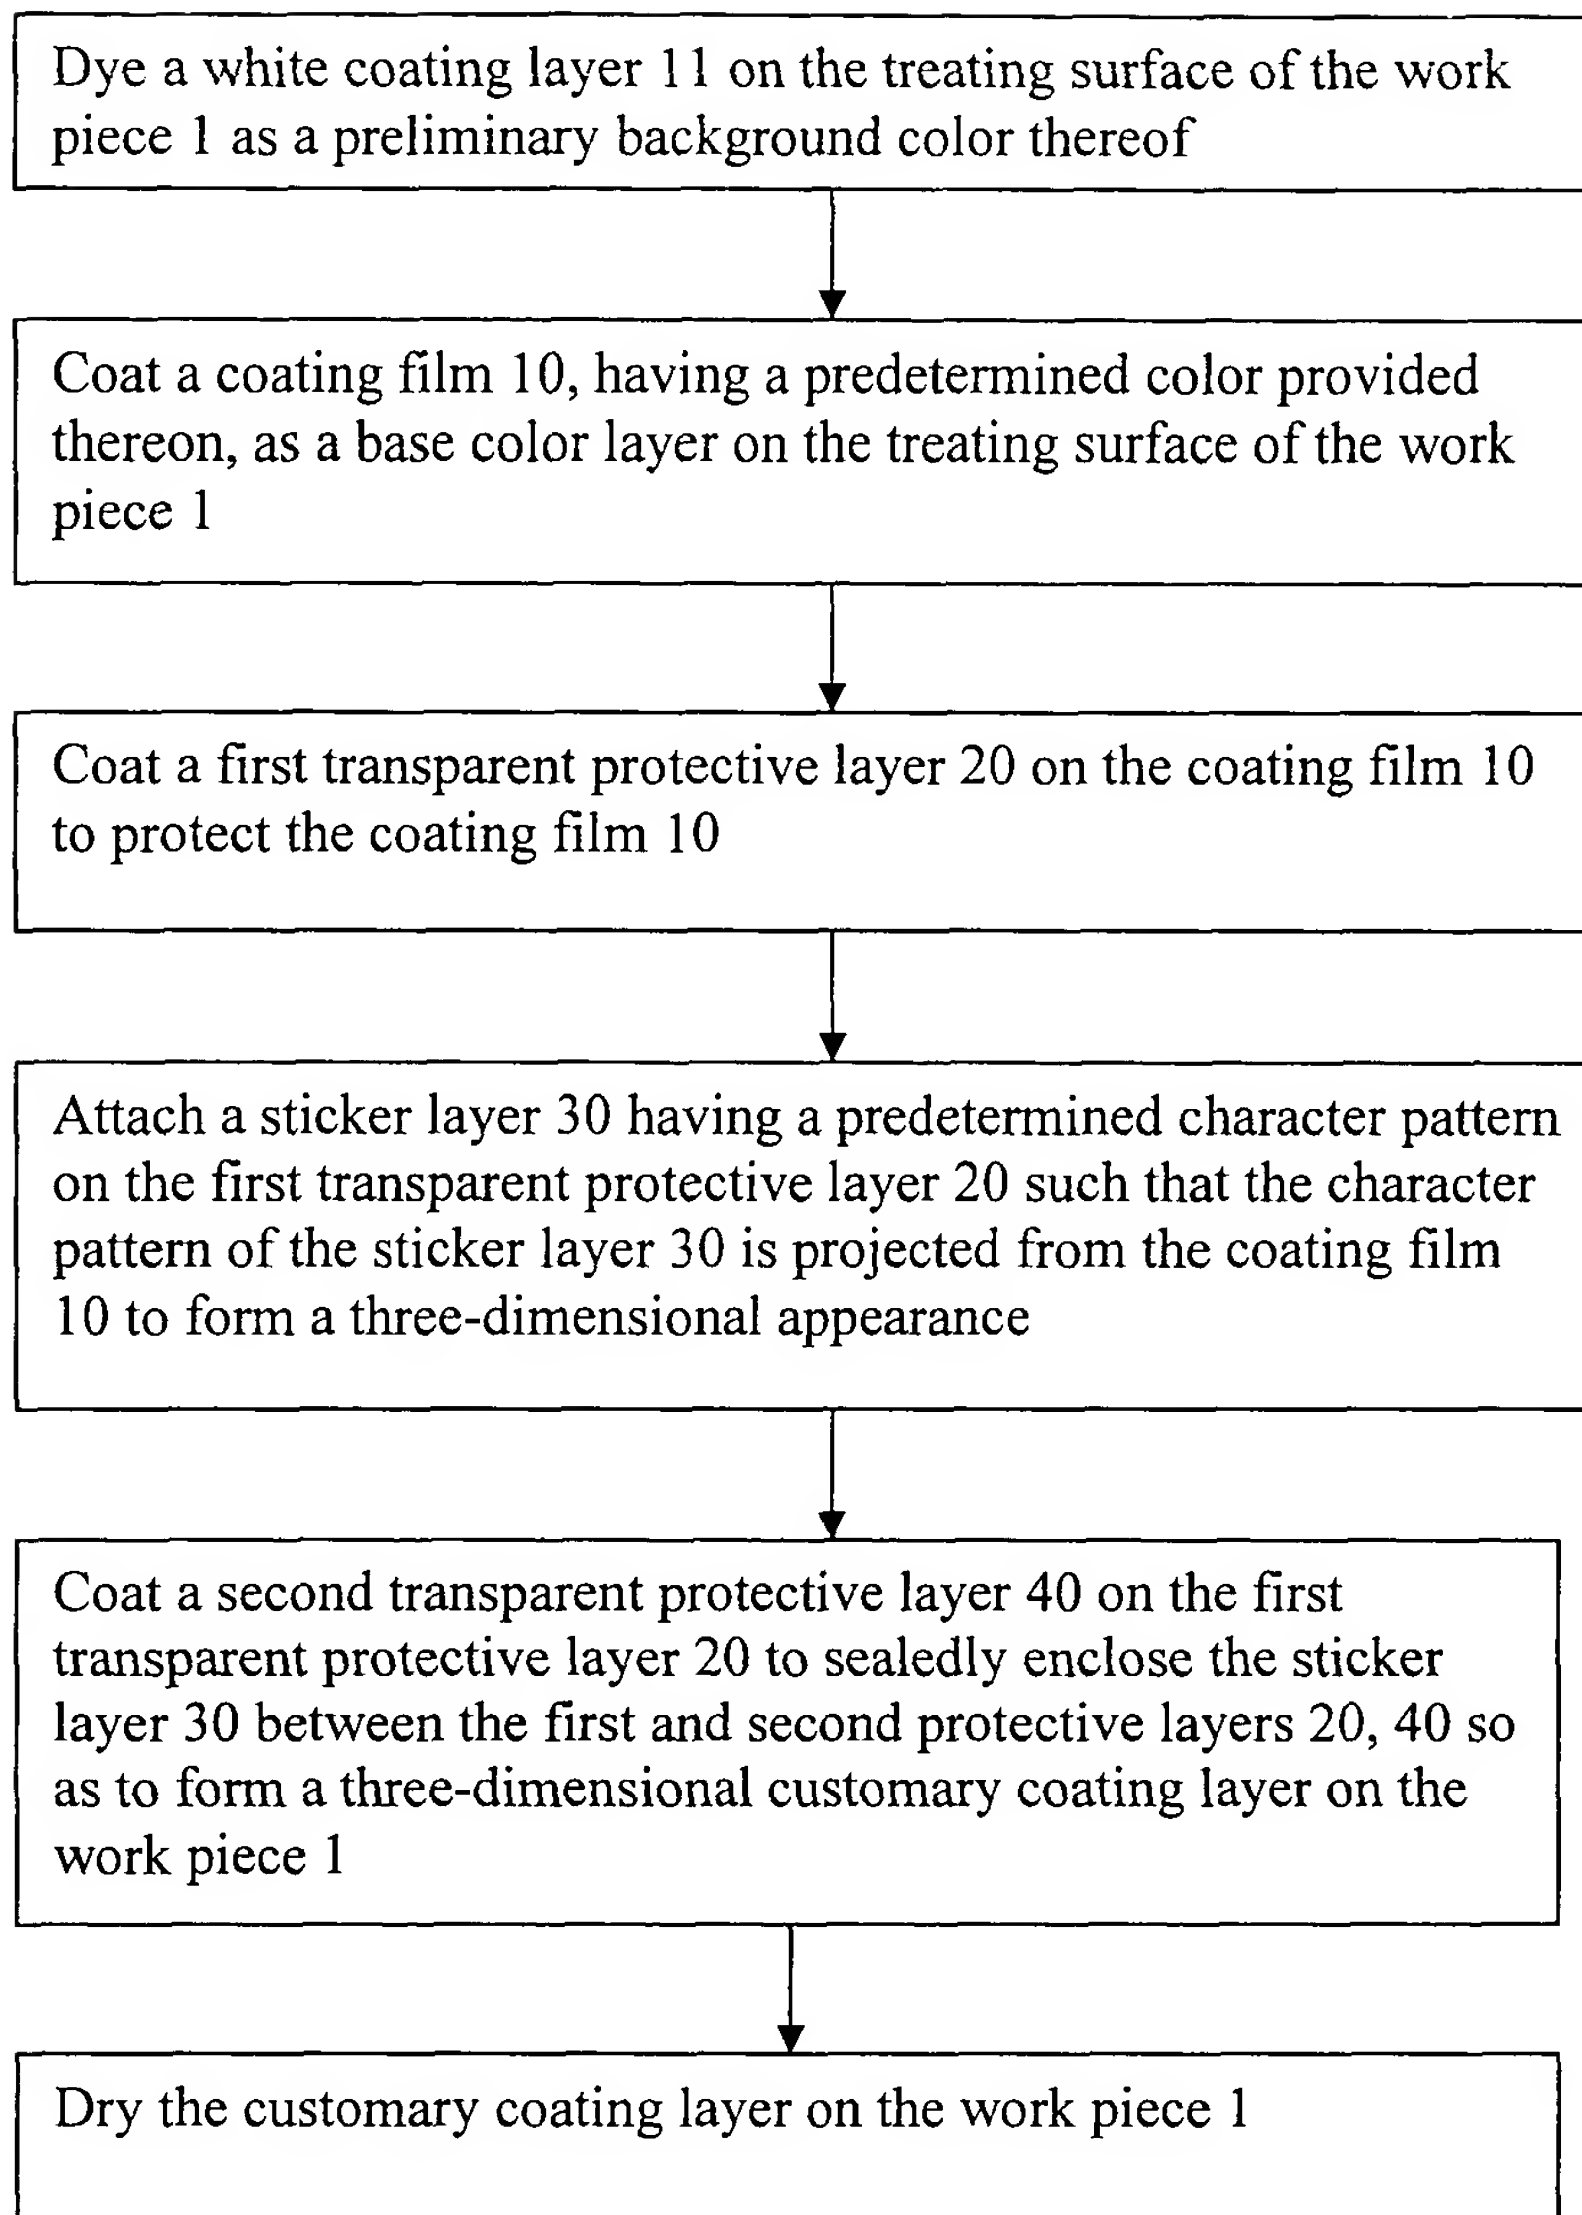 Dye a white coating layer 11 on the treating surface of the work
piece 1 as a preliminary background color thereof
Coat a coating film 10, having a predetermined color provided
thereon, as a base color layer on the treating surface of the work
piece 1
Coat a first transparent protective layer 20 on the coating film 10
to protect the coating film 10
Attach a sticker layer 30 having a predetermined character pattern
on the first transparent protective layer 20 such that the character
pattern of the sticker layer 30 is projected from the coating film
10 to form a three-dimensional appearance
Coat a second transparent protective layer 40 on the first
transparent protective layer 20 to sealedly enclose the sticker
layer 30 between the first and second protective layers 20, 40 so
as to form a three-dimensional customary coating layer on the
work piece 1
Dry the customary coating layer on the work piece 1